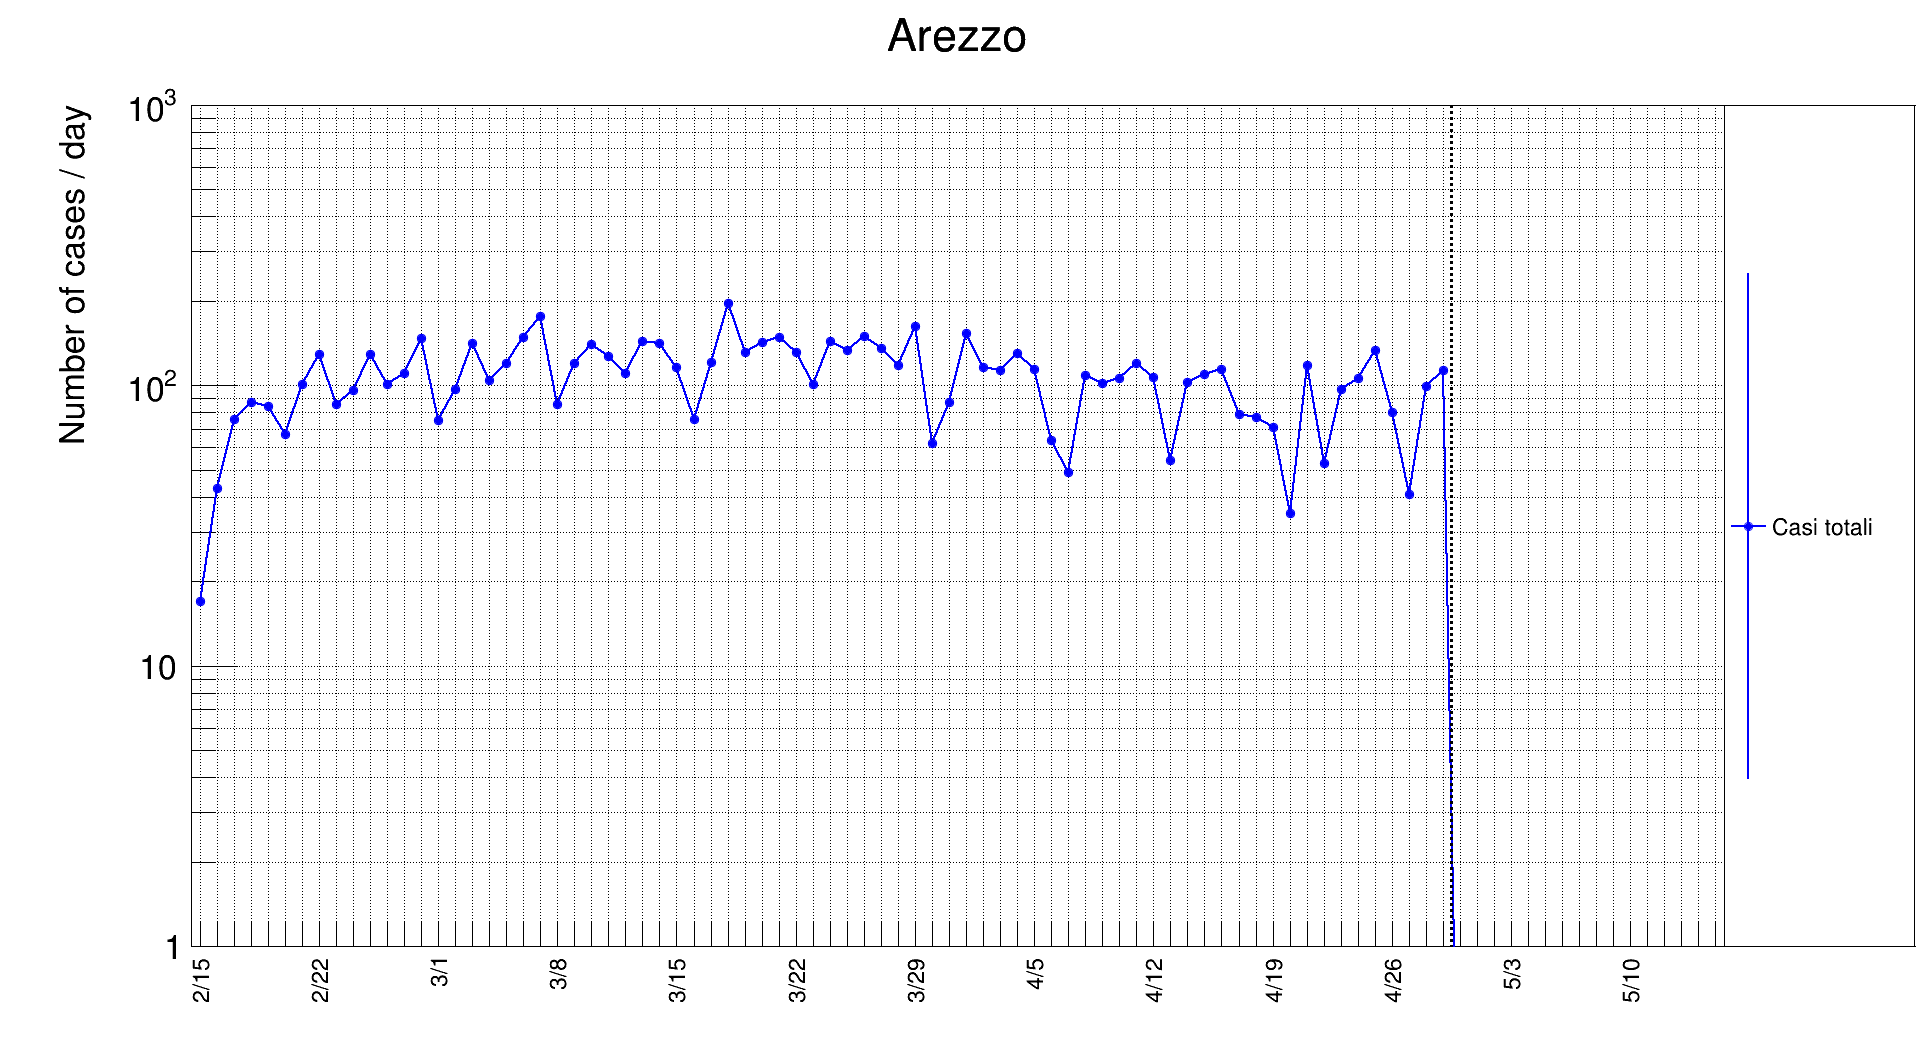 Arezzo
Number of cases / day
10³
10²
10
1
2/15 2/22 3/1 3/8 3/15 3/22 3/29 4/5 4/12 4/19 4/26 5/3 5/10
Casi totali